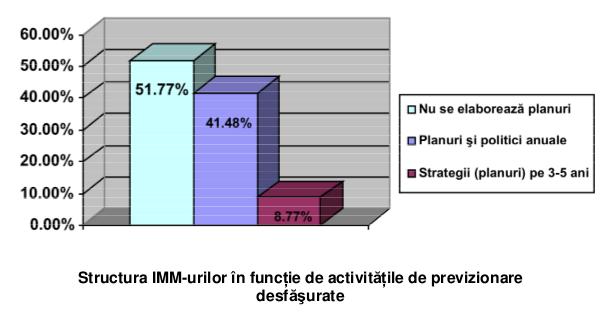 60.00%
50.00%
40.00%
30.00%
20.00%
10.00%
0.00%
51.77%
41.48%
8.77%
Nu se elaborează planuri
Planuri şi politici anuale
Strategii (planuri) pe 3-5 ani
Structura IMM-urilor în funcție de activitățile de previzionare
desfăşurate